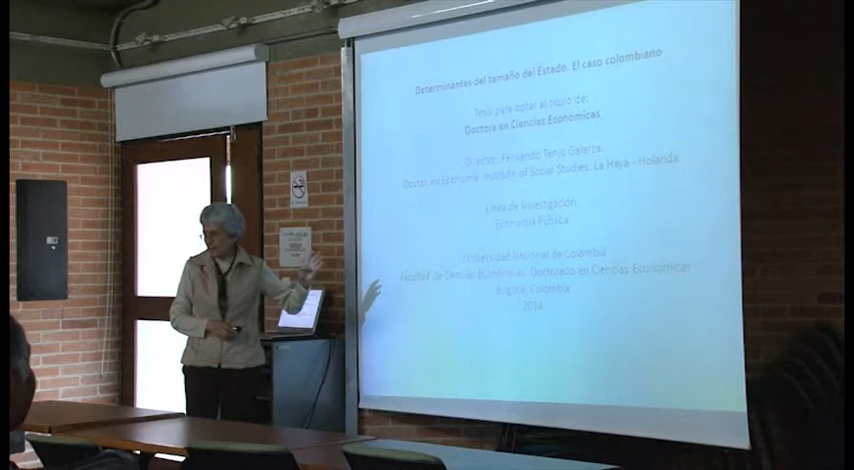 Determinantes del tamaño del Estado. El caso colombiano
Tesis para optar al título de:
Doctora en Ciencias Económicas
Director: Fernando Tenjo Galarza
Doctor en Economía. Institute of Social Studies. La Haya - Holanda
Línea de Investigación:
Economía Pública
Universidad Nacional de Colombia
Facultad de Ciencias Económicas. Doctorado en Ciencias Económicas
Bogotá, Colombia